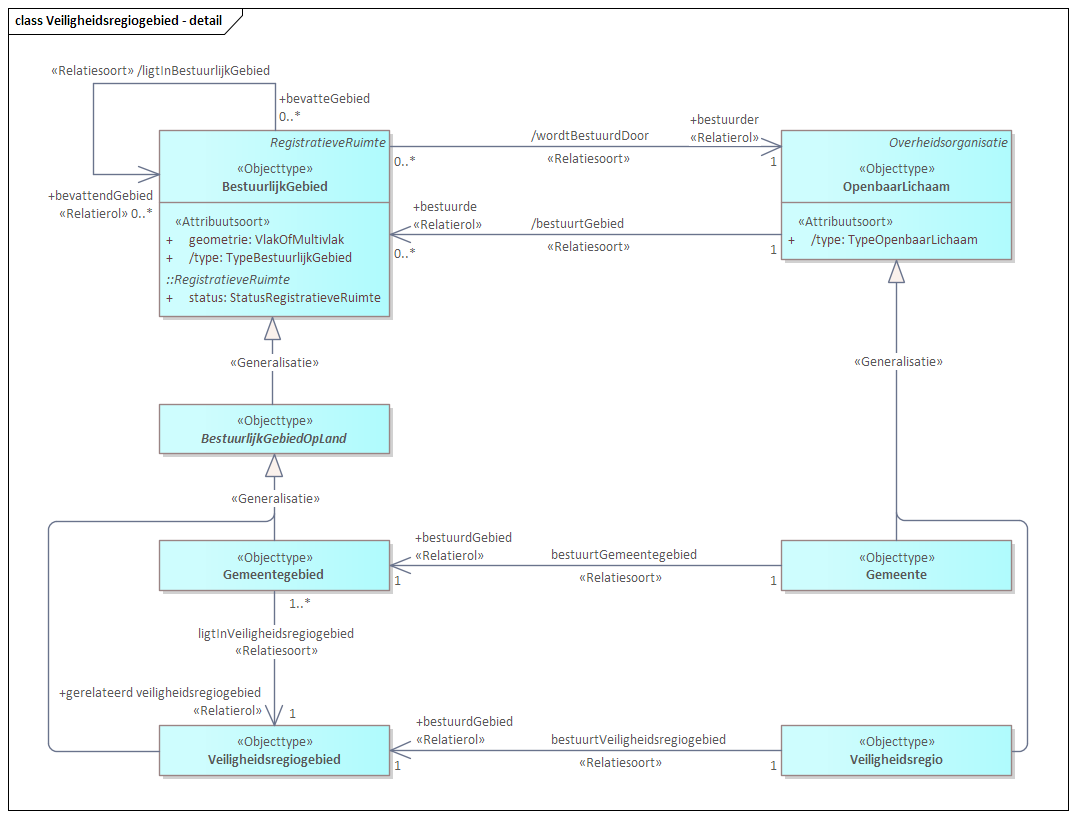 class Veiligheidsregiogebied - detail
«Relatiesoort» /ligtInBestuurlijkGebied
+bevatteGebied
0..*
+bevattendGebied
«Relatierol» 0..*
RegistratieveRuimte
«Objecttype»
BestuurlijkGebied
«Attribuutsoort»
+ geometrie: VlakOfMultivlak
+ /type: TypeBestuurlijkGebied
::RegistratieveRuimte
+ status: StatusRegistratieveRuimte
/wordtBestuurdDoor
«Relatiesoort»
0..*
+bestuurder
«Relatierol»
1
+bestuurde
«Relatierol»
0..*
/bestuurtGebied
«Relatiesoort»
1
Overheidsorganisatie
«Objecttype»
OpenbaarLichaam
«Attribuutsoort»
+ /type: TypeOpenbaarLichaam
«Generalisatie»
«Generalisatie»
«Objecttype»
BestuurlijkGebiedOpLand
«Generalisatie»
«Objecttype»
Gemeentegebied
+bestuurdGebied
«Relatierol»
1
bestuurtGemeentegebied
«Relatiesoort»
1
«Objecttype»
Gemeente
1..*
ligtInVeiligheidsregiogebied
«Relatiesoort»
+gerelateerd veiligheidsregiogebied
«Relatierol»
1
«Objecttype»
Veiligheidsregiogebied
+bestuurdGebied
«Relatierol»
1
bestuurtVeiligheidsregiogebied
«Relatiesoort»
1
«Objecttype»
Veiligheidsregio